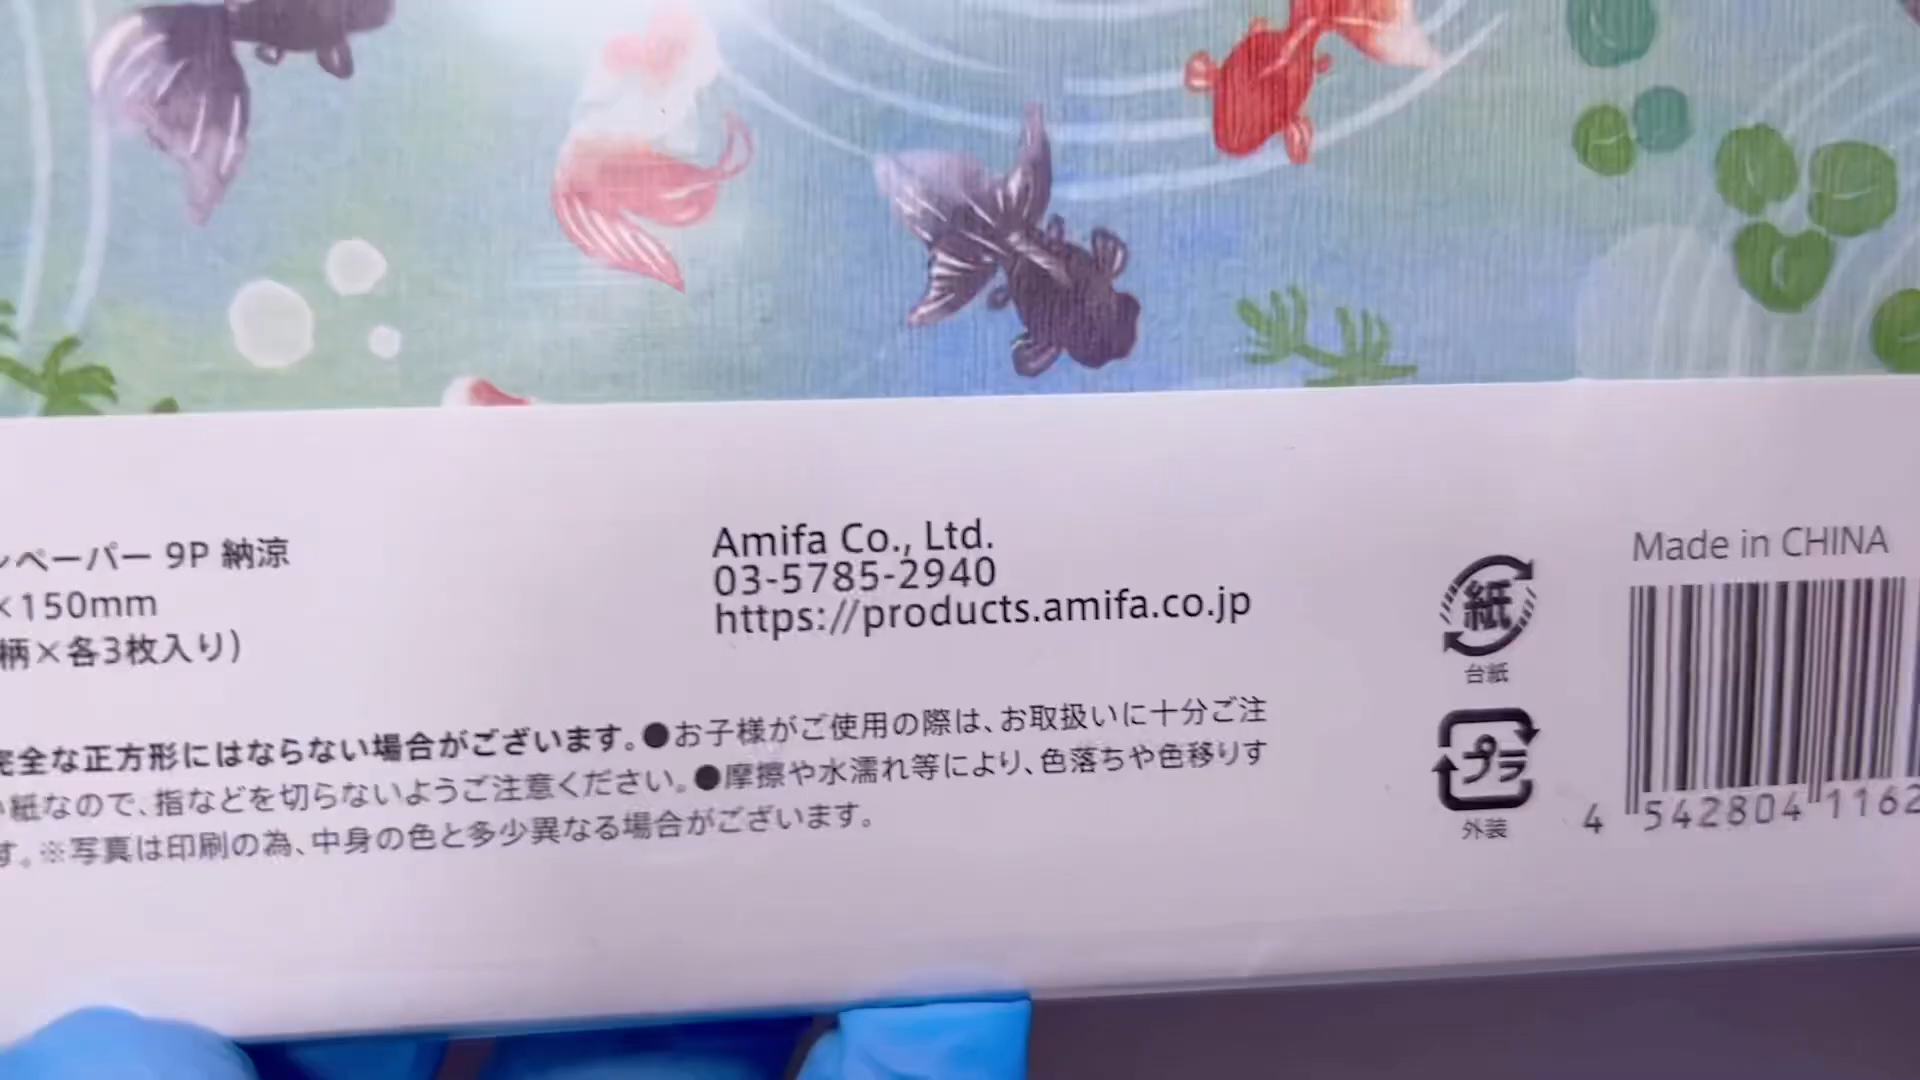 ペーパー 9P 納涼
×150mm
柄×各3枚入り)
Amifa Co., Ltd.
03-5785-2940
https://products.amifa.co.jp
完全な正方形にはならない場合がございます。●お子様がご使用の際は、お取扱いに十分ご注
紙なので、指などを切らないようご注意ください。●摩擦や水濡れ等により、色落ちや色移りす
す。※写真は印刷の為、中身の色と多少異なる場合がございます。
紙
台紙
プラ
外装
Made in CHINA
4 542804 1162